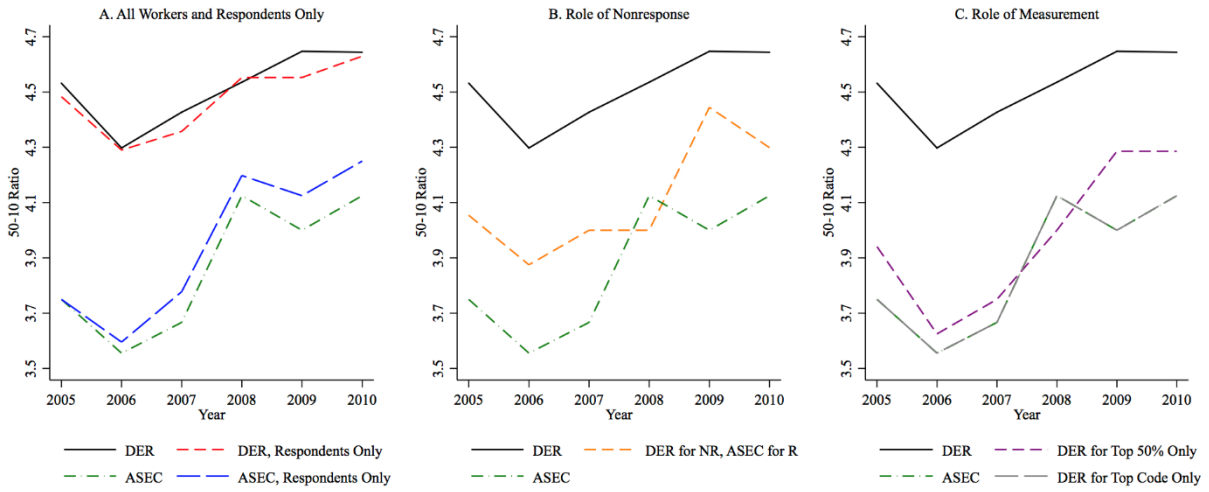 A. All Workers and Respondents Only
50-10 Ratio
4.7
4.5
4.3
4.1
3.9
3.7
3.5
2005 2006 2007 2008 2009 2010
Year
DER
DER, Respondents Only
ASEC
ASEC, Respondents Only
B. Role of Nonresponse
50-10 Ratio
4.7
4.5
4.3
4.1
3.9
3.7
3.5
2005 2006 2007 2008 2009 2010
Year
DER
DER for NR, ASEC for R
ASEC
C. Role of Measurement
50-10 Ratio
4.7
4.5
4.3
4.1
3.9
3.7
3.5
2005 2006 2007 2008 2009 2010
Year
DER
DER for Top 50% Only
ASEC
DER for Top Code Only